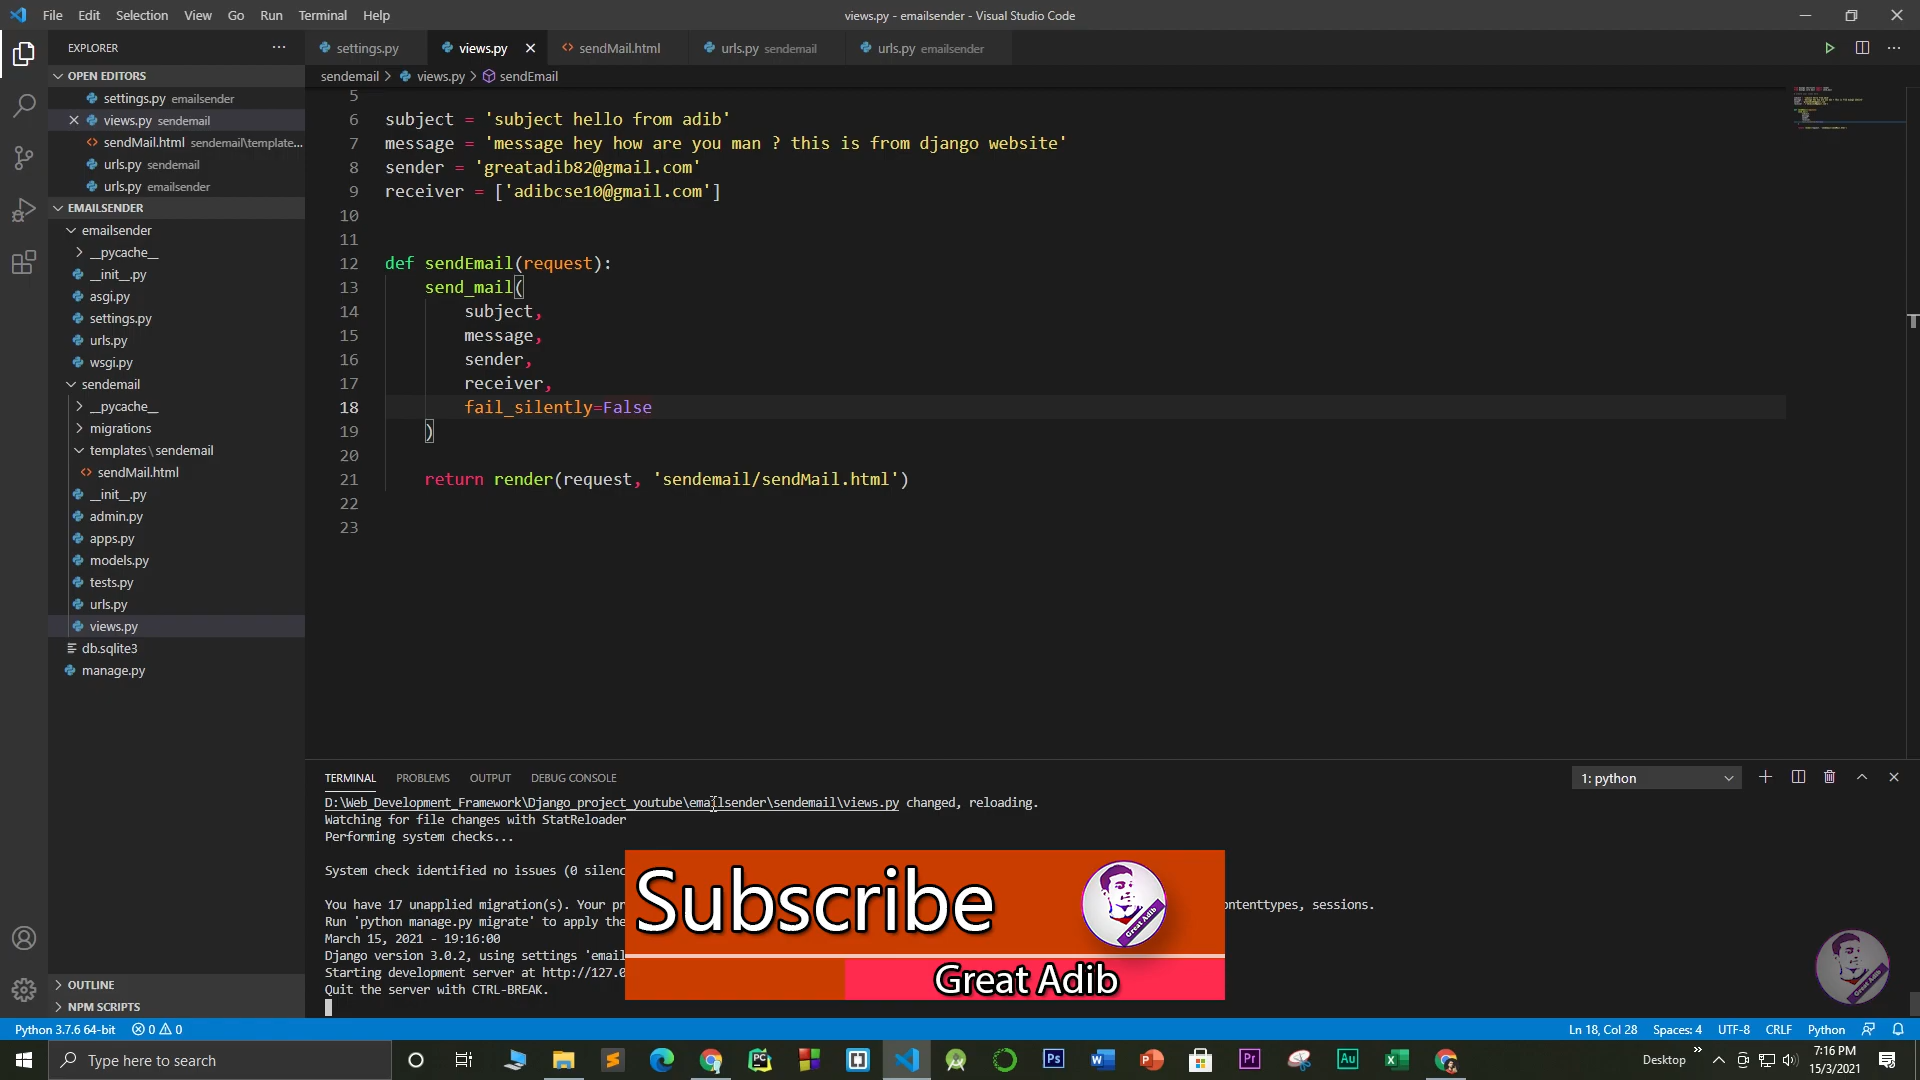 File Edit Selection View Go Run Terminal Help
views.py - emailsender - Visual Studio Code
EXPLORER
OPEN EDITORS
settings.py emailsender
views.py sendemail
sendMail.html sendemail\template...
urls.py sendemail
urls.py emailsender
EMAILSENDER
emailsender
__pycache__
__init__.py
asgi.py
settings.py
urls.py
wsgi.py
sendemail
__pycache__
migrations
templates\sendemail
sendMail.html
__init__.py
admin.py
apps.py
models.py
tests.py
urls.py
views.py
db.sqlite3
manage.py
OUTLINE
NPM SCRIPTS
settings.py views.py sendMail.html urls.py sendemail urls.py emailsender
sendemail > views.py > sendEmail
5
6 subject = 'subject hello from adib'
7 message = 'message hey how are you man ? this is from django website'
8 sender = 'greatadib82@gmail.com'
9 receiver = ['adibcse10@gmail.com']
10
11
12 def sendEmail(request):
13 send_mail(
14 subject,
15 message,
16 sender,
17 receiver,
18 fail_silently=False
19 )
20
21 return render(request, 'sendemail/sendMail.html')
22
23
TERMINAL PROBLEMS OUTPUT DEBUG CONSOLE
1: python
D:\Web_Development_Framework\Django_project_youtube\emailsender\sendemail\views.py changed, reloading.
Watching for file changes with StatReloader
Performing system checks...
System check identified no issues (0 silenc
You have 17 unapplied migration(s). Your pr ontenttypes, sessions.
Run 'python manage.py migrate' to apply the
March 15, 2021 - 19:16:00
Django version 3.0.2, using settings 'email
Starting development server at http://127.0
Quit the server with CTRL-BREAK.
Subscribe
Great Adib
Great Adib
Python 3.7.6 64-bit 0 0
Ln 18, Col 28 Spaces: 4 UTF-8 CRLF Python
Type here to search
Desktop
7:16 PM
15/3/2021